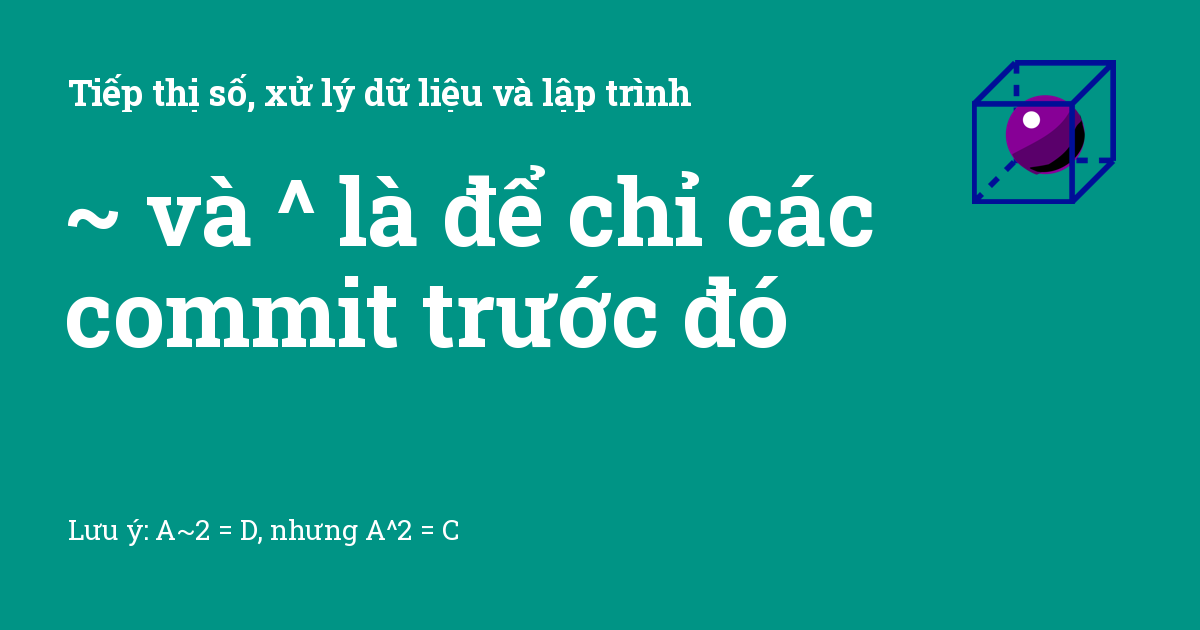 Tiếp thị số, xử lý dữ liệu và lập trình
~ và ^ là để chỉ các
commit trước đó
Lưu ý: A~2 = D, nhưng A^2 = C